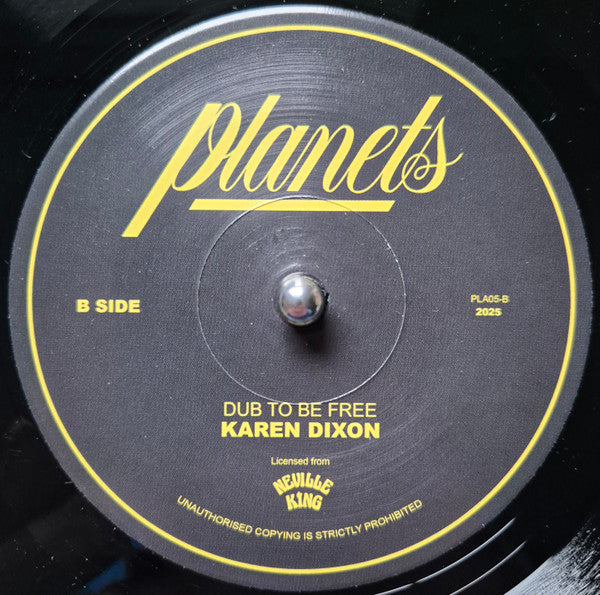 planets
B SIDE
PLA05-B
2025
DUB TO BE FREE
KAREN DIXON
Licensed from
NEVILLE
KING
UNAUTHORISED COPYING IS STRICTLY PROHIBITED